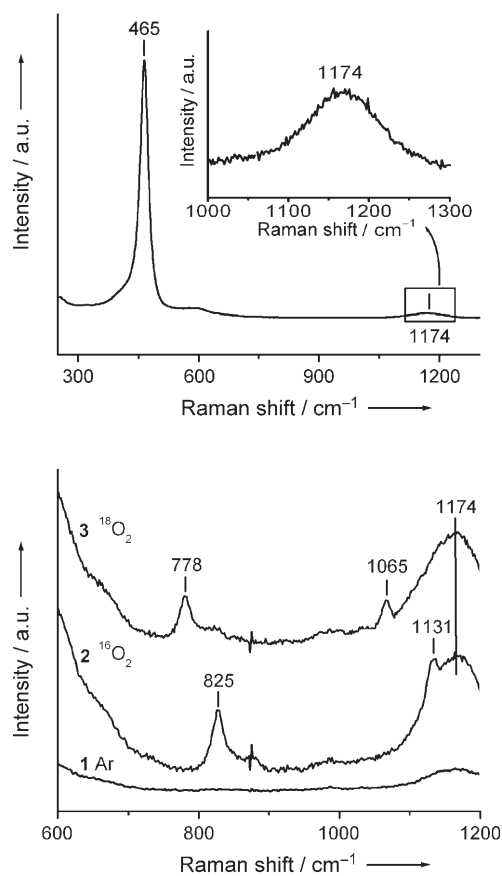 465
1174
Intensity / a.u.
1000 1100 1200 1300
Raman shift / cm⁻¹
Intensity / a.u.
1174
300 600 900 1200
Raman shift / cm⁻¹
1174
3 ¹⁸O₂
778
1065
1131
2 ¹⁶O₂
825
1 Ar
Intensity / a.u.
600 800 1000 1200
Raman shift / cm⁻¹